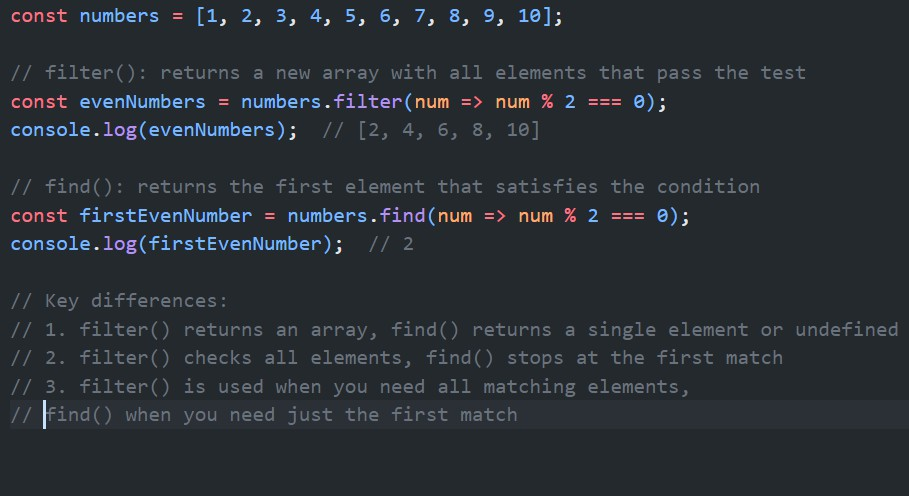 const numbers = [1, 2, 3, 4, 5, 6, 7, 8, 9, 10];
// filter(): returns a new array with all elements that pass the test
const evenNumbers = numbers.filter(num => num % 2 === 0);
console.log(evenNumbers);  // [2, 4, 6, 8, 10]
// find(): returns the first element that satisfies the condition
const firstEvenNumber = numbers.find(num => num % 2 === 0);
console.log(firstEvenNumber);  // 2
// Key differences:
// 1. filter() returns an array, find() returns a single element or undefined
// 2. filter() checks all elements, find() stops at the first match
// 3. filter() is used when you need all matching elements,
// find() when you need just the first match